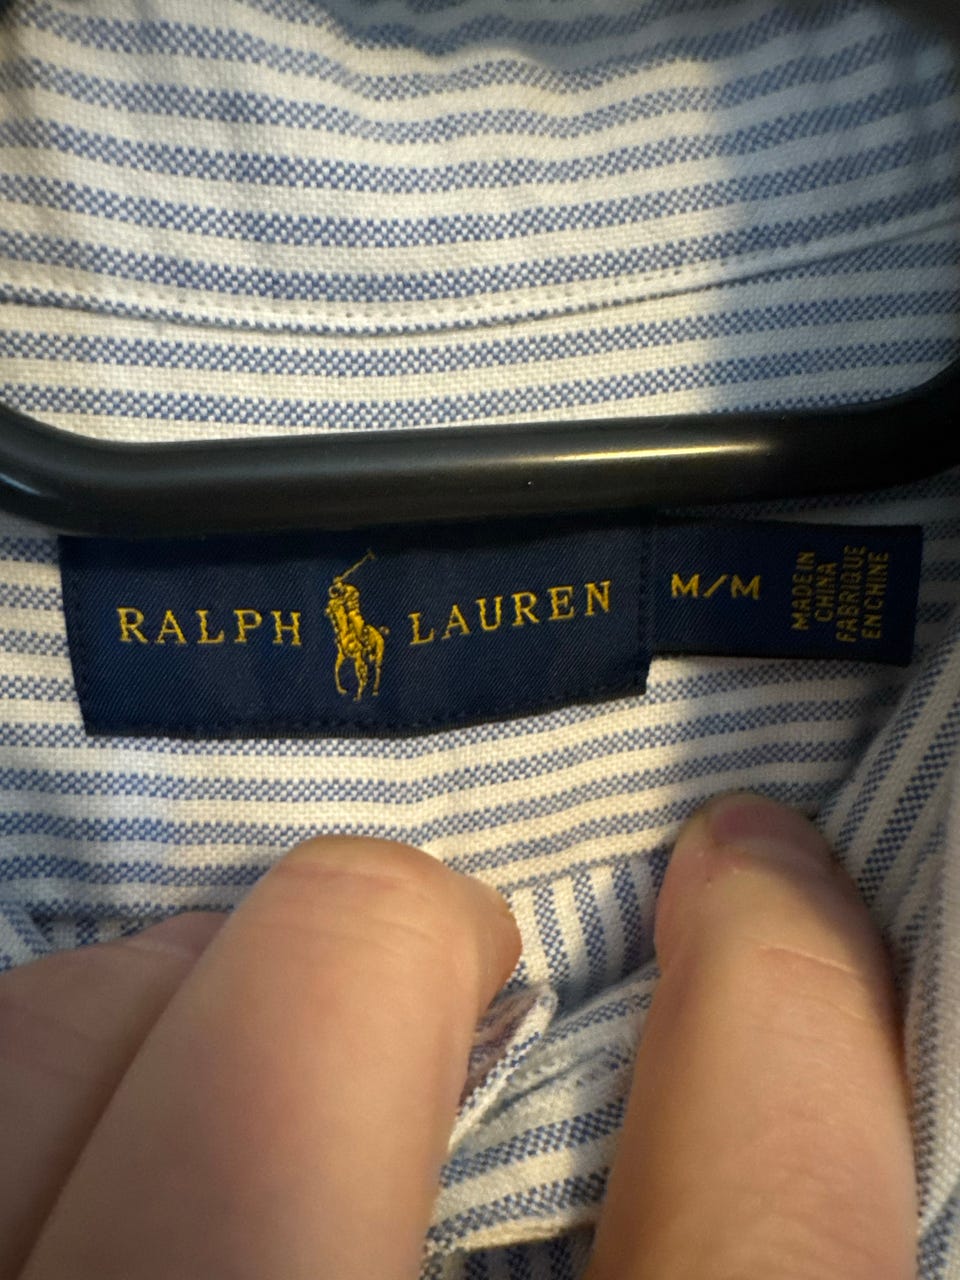 RALPH LAUREN
M/M
MADE IN
CHINA
FABRIQUE
EN CHINE